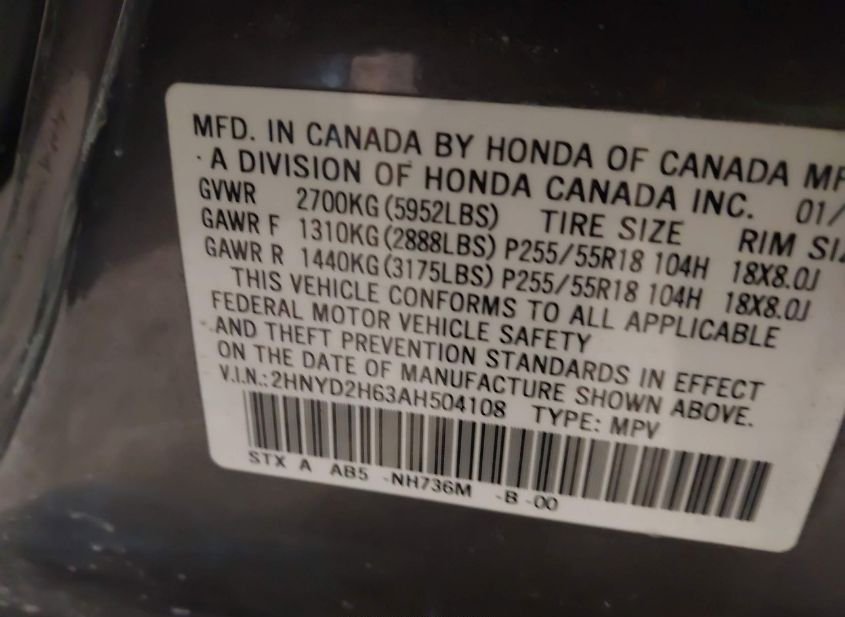 MFD. IN CANADA BY HONDA OF CANADA MF
A DIVISION OF HONDA CANADA INC. 01/
GVWR 2700KG(5952LBS) TIRE SIZE RIM SIZ
GAWR F 1310KG(2888LBS) P255/55R18 104H 18X8.0J
GAWR R 1440KG(3175LBS) P255/55R18 104H 18X8.0J
THIS VEHICLE CONFORMS TO ALL APPLICABLE
FEDERAL MOTOR VEHICLE SAFETY
AND THEFT PREVENTION STANDARDS IN EFFECT
ON THE DATE OF MANUFACTURE SHOWN ABOVE.
V.I.N.:2HNYD2H63AH504108 TYPE: MPV
STX A AB5 -NH736M -B -00